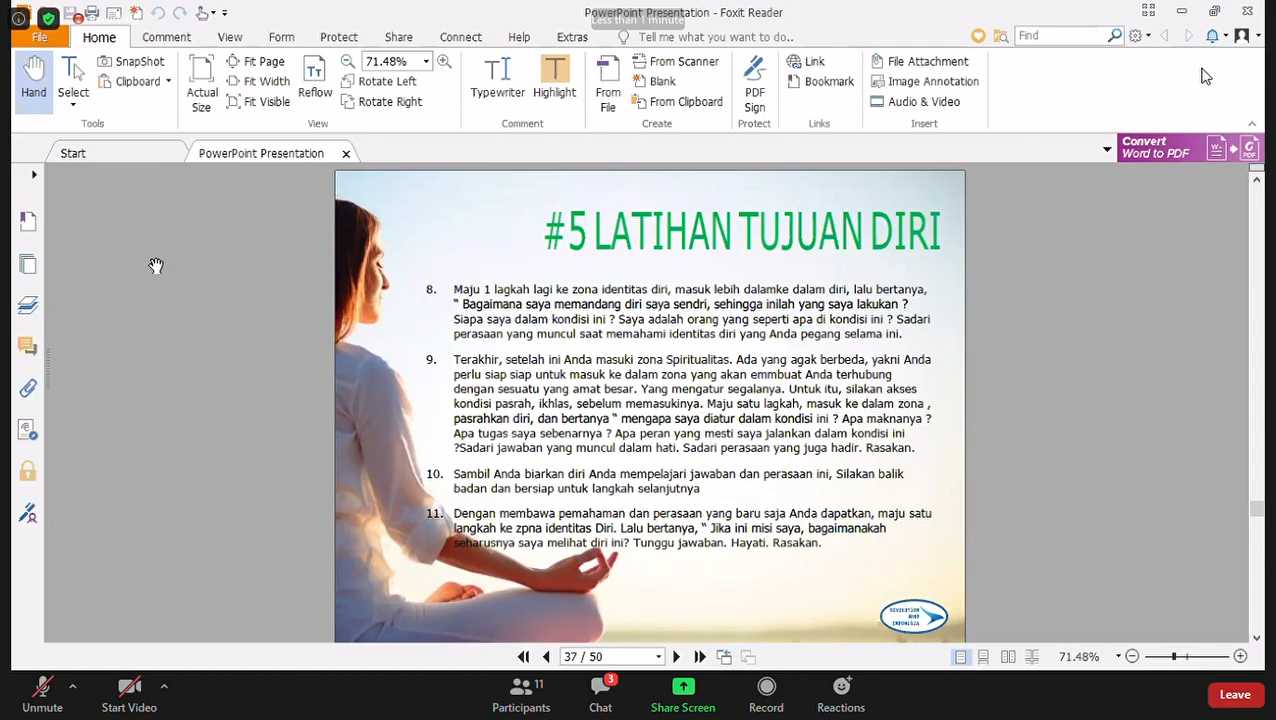 PowerPoint Presentation - Foxit Reader
Less than 1 minute
File Home Comment View Form Protect Share Connect Help Extras Tell me what you want to do.. Find
SnapShot Fit Page 71.48% From Scanner Link File Attachment
Clipboard Fit Width Rotate Left Blank Bookmark Image Annotation
Hand Select Actual Size Fit Visible Reflow Rotate Right Typewriter Highlight From File From Clipboard PDF Sign Audio & Video
Tools View Comment Create Protect Links Insert
Start PowerPoint Presentation
Convert
Word to PDF
#5 LATIHAN TUJUAN DIRI
8. Maju 1 lagkah lagi ke zona identitas diri, masuk lebih dalamke dalam diri, lalu bertanya,
“ Bagaimana saya memandang diri saya sendri, sehingga inilah yang saya lakukan ?
Siapa saya dalam kondisi ini ? Saya adalah orang yang seperti apa di kondisi ini ? Sadari
perasaan yang muncul saat memahami identitas diri yang Anda pegang selama ini.
9. Terakhir, setelah ini Anda masuki zona Spiritualitas. Ada yang agak berbeda, yakni Anda
perlu siap siap untuk masuk ke dalam zona yang akan emmbuat Anda terhubung
dengan sesuatu yang amat besar. Yang mengatur segalanya. Untuk itu, silakan akses
kondisi pasrah, ikhlas, sebelum memasukinya. Maju satu lagkah, masuk ke dalam zona ,
pasrahkan diri, dan bertanya “ mengapa saya diatur dalam kondisi ini ? Apa maknanya ?
Apa tugas saya sebenarnya ? Apa peran yang mesti saya jalankan dalam kondisi ini
?Sadari jawaban yang muncul dalam hati. Sadari perasaan yang juga hadir. Rasakan.
10. Sambil Anda biarkan diri Anda mempelajari jawaban dan perasaan ini, Silakan balik
badan dan bersiap untuk langkah selanjutnya
11. Dengan membawa pemahaman dan perasaan yang baru saja Anda dapatkan, maju satu
langkah ke zpna identitas Diri. Lalu bertanya, “ Jika ini misi saya, bagaimanakah
seharusnya saya melihat diri ini? Tunggu jawaban. Hayati. Rasakan.
REVOLUTION
MIND
INDONESIA
37 / 50 71.48%
3
11
Unmute Start Video Participants Chat Share Screen Record Reactions Leave